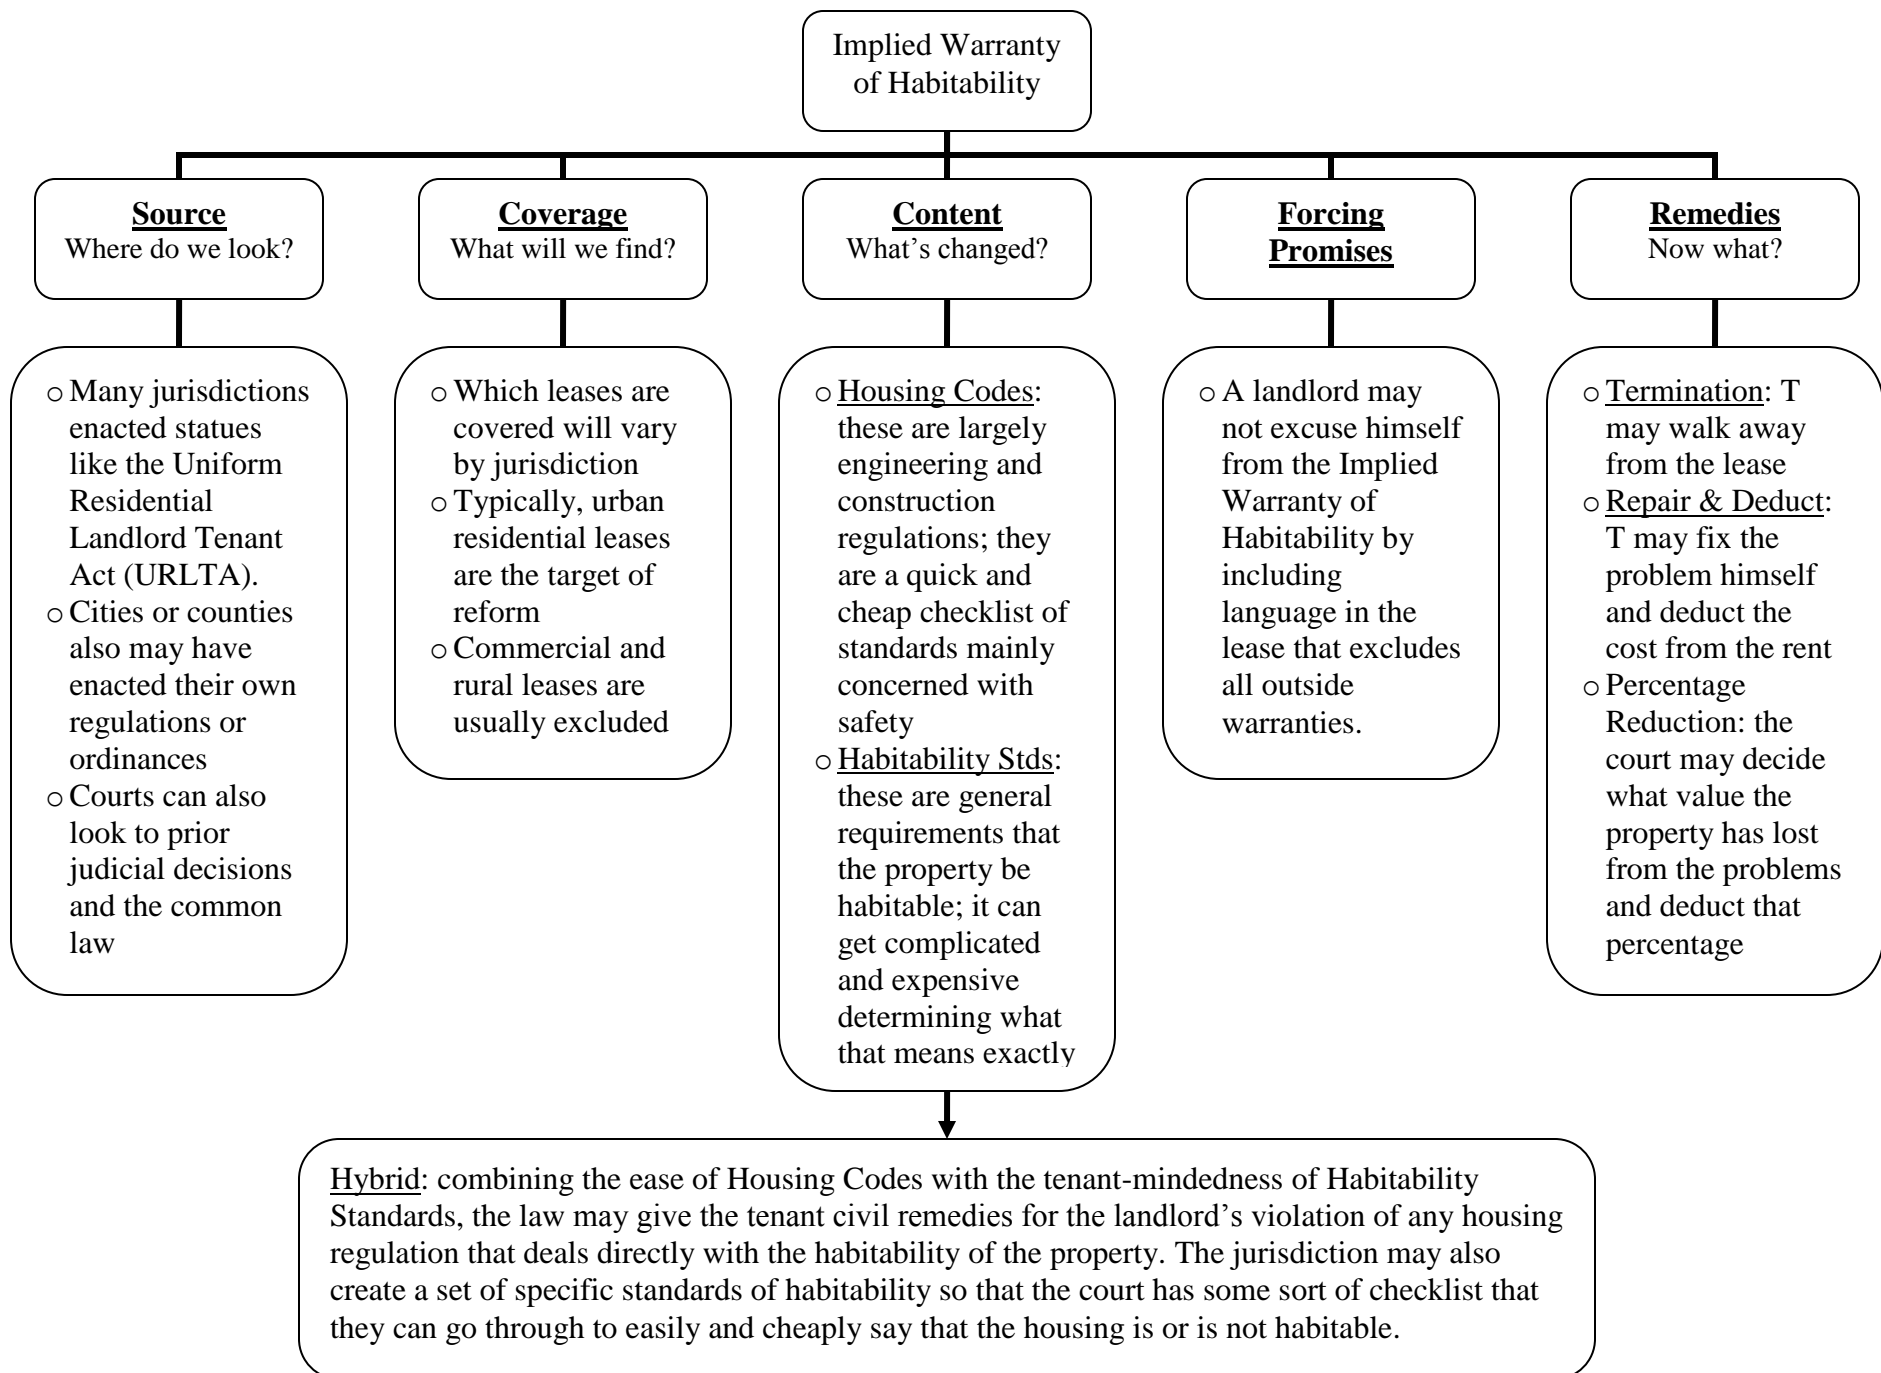 Implied Warranty
of Habitability
Source
Where do we look?
Coverage
What will we find?
Content
What's changed?
Forcing
Promises
Remedies
Now what?
o Many jurisdictions
enacted statues
like the Uniform
Residential
Landlord Tenant
Act (URLTA).
o Cities or counties
also may have
enacted their own
regulations or
ordinances
o Courts can also
look to prior
judicial decisions
and the common
law
o Which leases are
covered will vary
by jurisdiction
o Typically, urban
residential leases
are the target of
reform
o Commercial and
rural leases are
usually excluded
o Housing Codes:
these are largely
engineering and
construction
regulations; they
are a quick and
cheap checklist of
standards mainly
concerned with
safety
o Habitability Stds:
these are general
requirements that
the property be
habitable; it can
get complicated
and expensive
determining what
that means exactly
o A landlord may
not excuse himself
from the Implied
Warranty of
Habitability by
including
language in the
lease that excludes
all outside
warranties.
o Termination: T
may walk away
from the lease
o Repair & Deduct:
T may fix the
problem himself
and deduct the
cost from the rent
o Percentage
Reduction: the
court may decide
what value the
property has lost
from the problems
and deduct that
percentage
Hybrid: combining the ease of Housing Codes with the tenant-mindedness of Habitability
Standards, the law may give the tenant civil remedies for the landlord's violation of any housing
regulation that deals directly with the habitability of the property. The jurisdiction may also
create a set of specific standards of habitability so that the court has some sort of checklist that
they can go through to easily and cheaply say that the housing is or is not habitable.